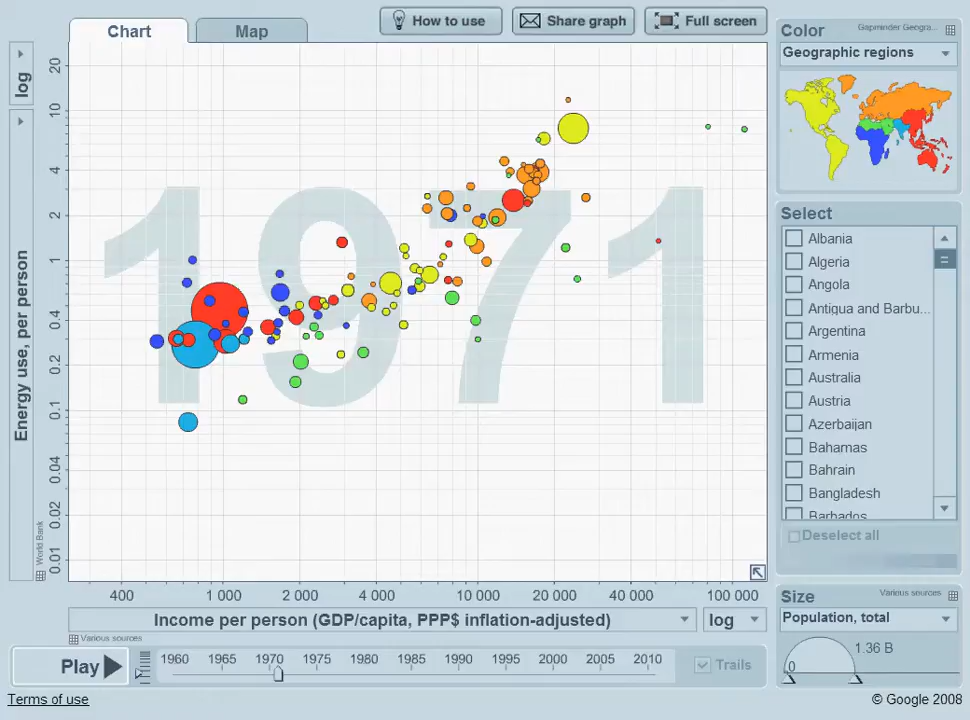 Chart
Map
How to use
Share graph
Full screen
Color
Gapminder Geogra...
Geographic regions
log
Energy use, per person
World Bank
20
10
4
2
1
0.4
0.2
0.1
0.04
0.02
0.01
1971
400
1 000
2 000
4 000
10 000
20 000
40 000
100 000
Income per person (GDP/capita, PPP$ inflation-adjusted)
log
Various sources
Select
Albania
Algeria
Angola
Antigua and Barbu...
Argentina
Armenia
Australia
Austria
Azerbaijan
Bahamas
Bahrain
Bangladesh
Barbados
Deselect all
Size
Various sources
Population, total
0
1.36 B
Play
1960 1965 1970 1975 1980 1985 1990 1995 2000 2005 2010
Trails
Terms of use
© Google 2008